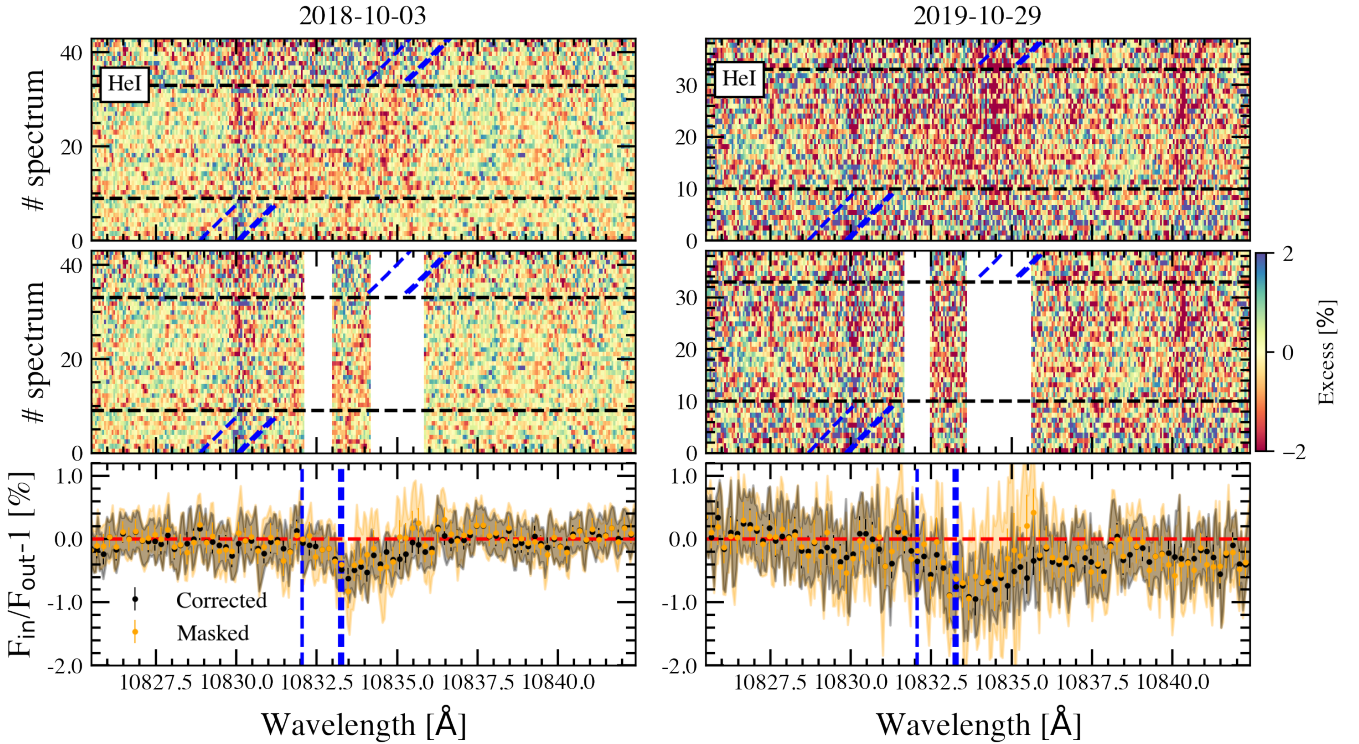 2018-10-03
2019-10-29
HeI
HeI
# spectrum
40
20
0
30
20
10
0
# spectrum
40
20
0
30
20
10
0
2
0
−2
Excess [%]
F_in/F_out-1 [%]
1.0
0.0
-1.0
-2.0
Corrected
Masked
1.0
0.0
-1.0
-2.0
10827.5 10830.0 10832.5 10835.0 10837.5 10840.0
10827.5 10830.0 10832.5 10835.0 10837.5 10840.0
Wavelength [Å]
Wavelength [Å]